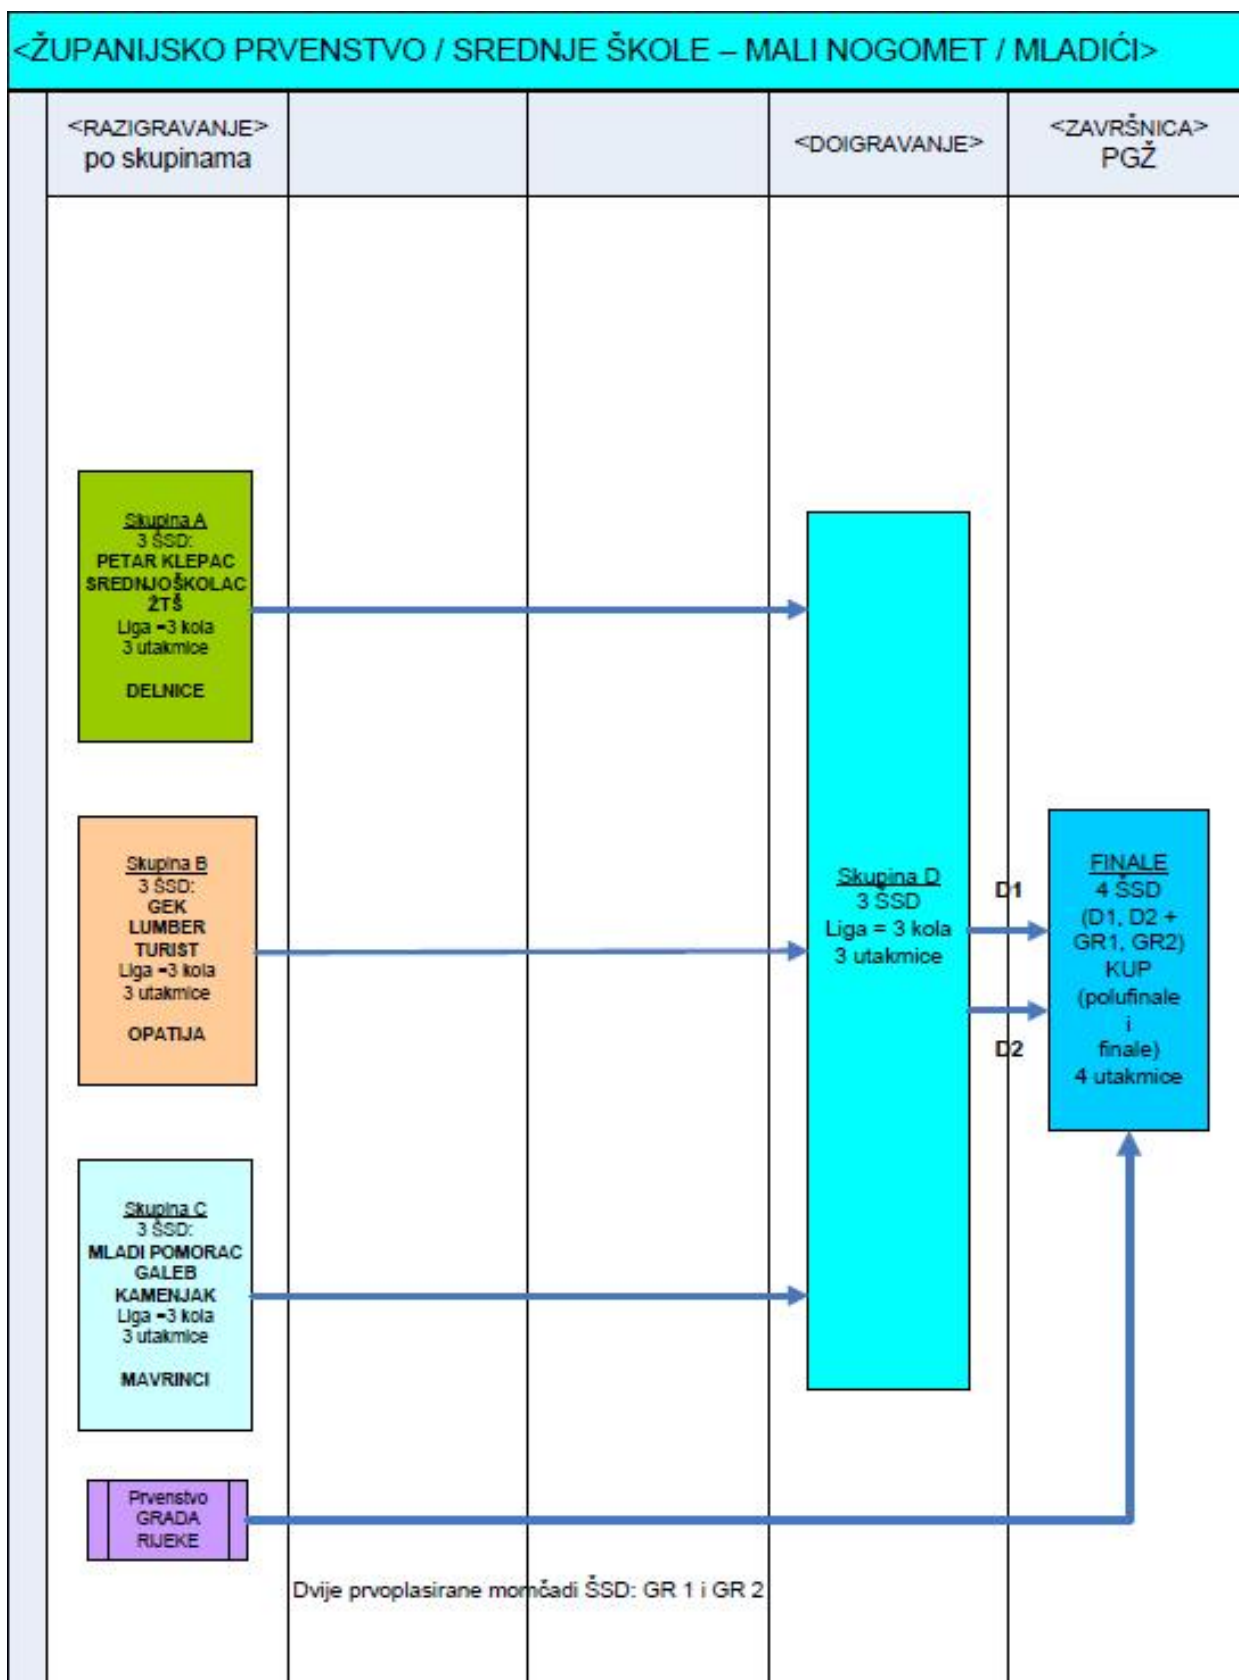 <ŽUPANIJSKO PRVENSTVO / SREDNJE ŠKOLE – MALI NOGOMET / MLADIĆI>
<RAZIGRAVANJE>
po skupinama
<DOIGRAVANJE>
<ZAVRŠNICA>
PGŽ
Skupina A
3 ŠSD:
PETAR KLEPAC
SREDNJOŠKOLAC
ŽTŠ
Liga =3 kola
3 utakmice
DELNICE
Skupina B
3 ŠSD:
GEK
LUMBER
TURIST
Liga =3 kola
3 utakmice
OPATIJA
Skupina C
3 ŠSD:
MLADI POMORAC
GALEB
KAMENJAK
Liga =3 kola
3 utakmice
MAVRINCI
Prvenstvo
GRADA
RIJEKE
Skupina D
3 ŠSD
Liga = 3 kola
3 utakmice
D1
D2
FINALE
4 ŠSD
(D1, D2 +
GR1, GR2)
KUP
(polufinale
i
finale)
4 utakmice
Dvije prvoplasirane momčadi ŠSD: GR 1 i GR 2